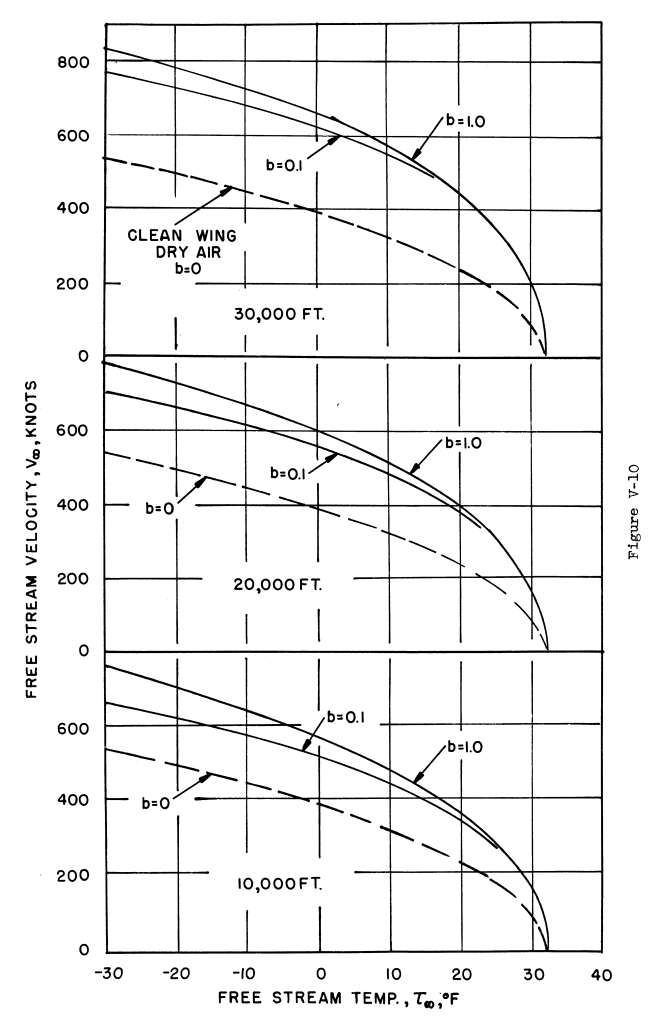 800
600
400
200
0
b=1.0
b=0.1
CLEAN WING
DRY AIR
b=0
30,000 FT.
600
400
200
0
b=1.0
b=0.1
b=0
20,000 FT.
600
400
200
0
b=0.1
b=1.0
b=0
10,000 FT.
-30 -20 -10 0 10 20 30 40
FREE STREAM TEMP., τ∞, °F
FREE STREAM VELOCITY, V∞, KNOTS
Figure V-10